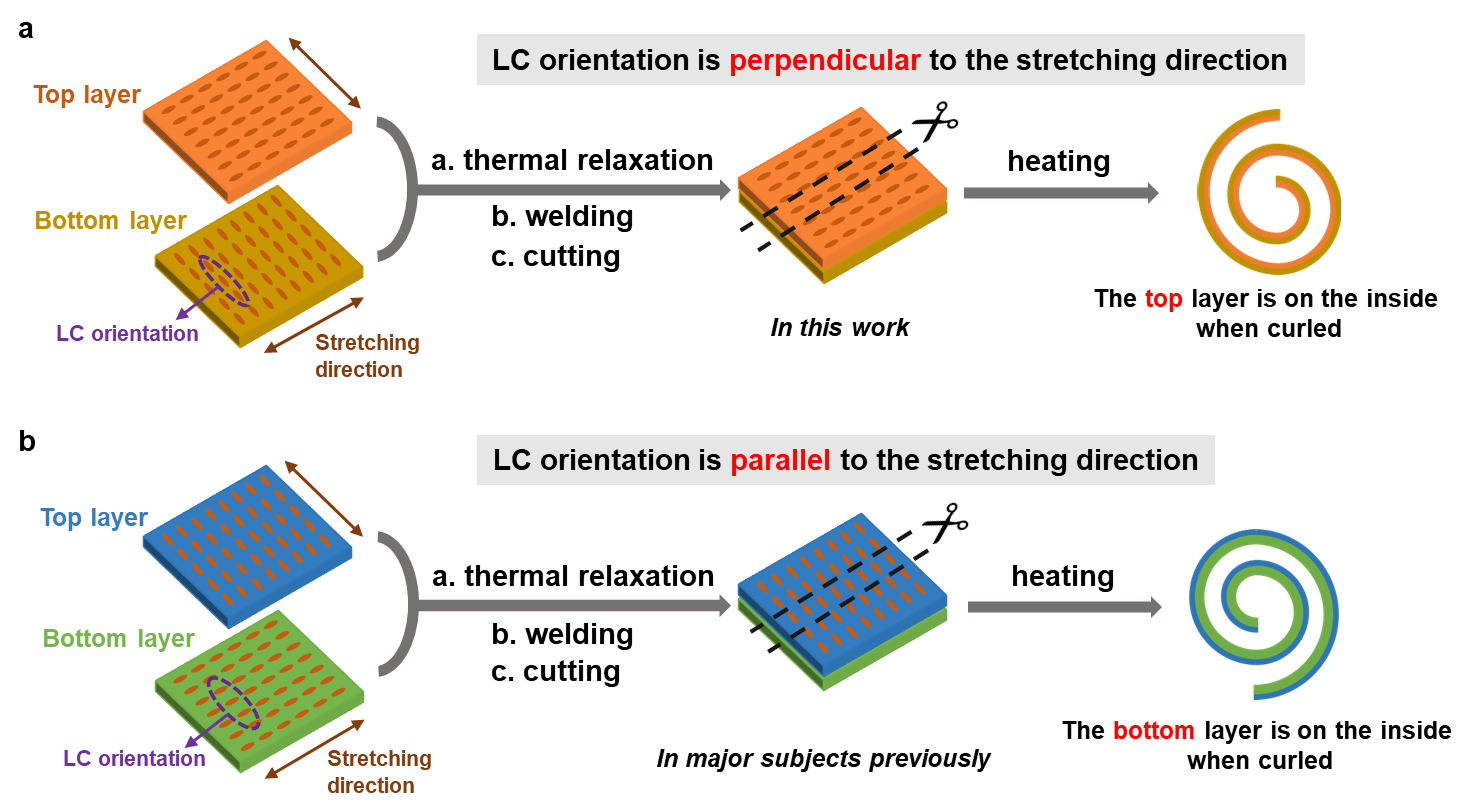 a
LC orientation is perpendicular to the stretching direction
Top layer
Bottom layer
LC orientation
Stretching
direction
a. thermal relaxation
b. welding
c. cutting
In this work
heating
The top layer is on the inside
when curled
b
LC orientation is parallel to the stretching direction
Top layer
Bottom layer
LC orientation
Stretching
direction
a. thermal relaxation
b. welding
c. cutting
In major subjects previously
heating
The bottom layer is on the inside
when curled